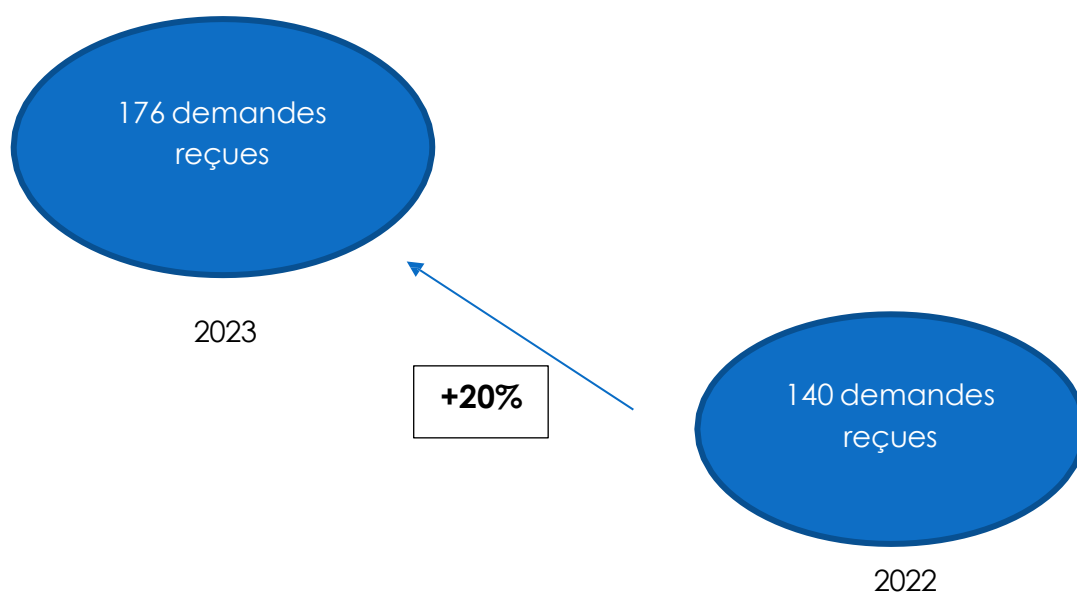 176 demandes
reçues
2023
+20%
140 demandes
reçues
2022